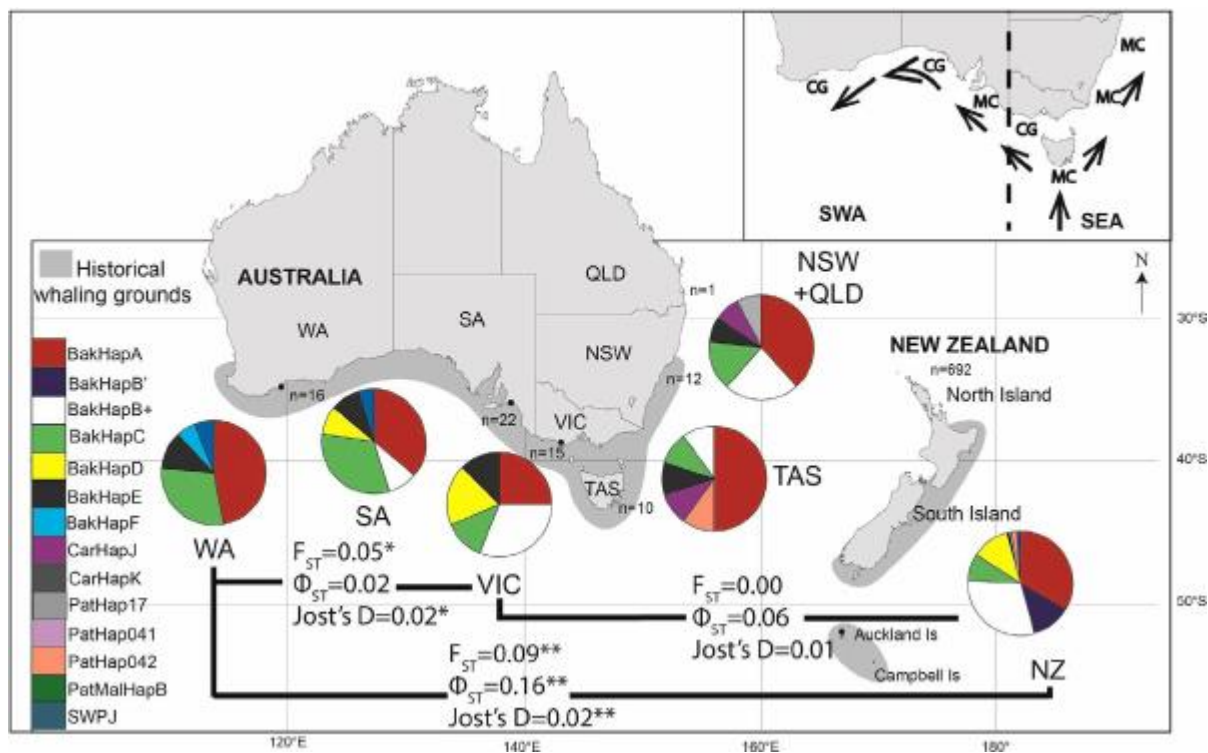 MC
CG
CG
MC
MC
CG
MC
SWA
SEA
Historical
whaling grounds
AUSTRALIA
QLD
n=1
NSW
+QLD
N
WA
SA
NSW
30°S
BakHapA
BakHapB'
BakHapB+
BakHapC
BakHapD
BakHapE
BakHapF
CarHapJ
CarHapK
PatHap17
PatHap041
PatHap042
PatMalHapB
SWPJ
n=16
n=22
VIC
n=15
n=12
TAS
n=10
NEW ZEALAND
n=692
North Island
South Island
40°S
WA
SA
VIC
TAS
FST=0.05*
ΦST=0.02
Jost's D=0.02*
FST=0.00
ΦST=0.06
Jost's D=0.01
50°S
Auckland Is
Campbell Is
NZ
FST=0.09**
ΦST=0.16**
Jost's D=0.02**
120°E
140°E
160°E
180°